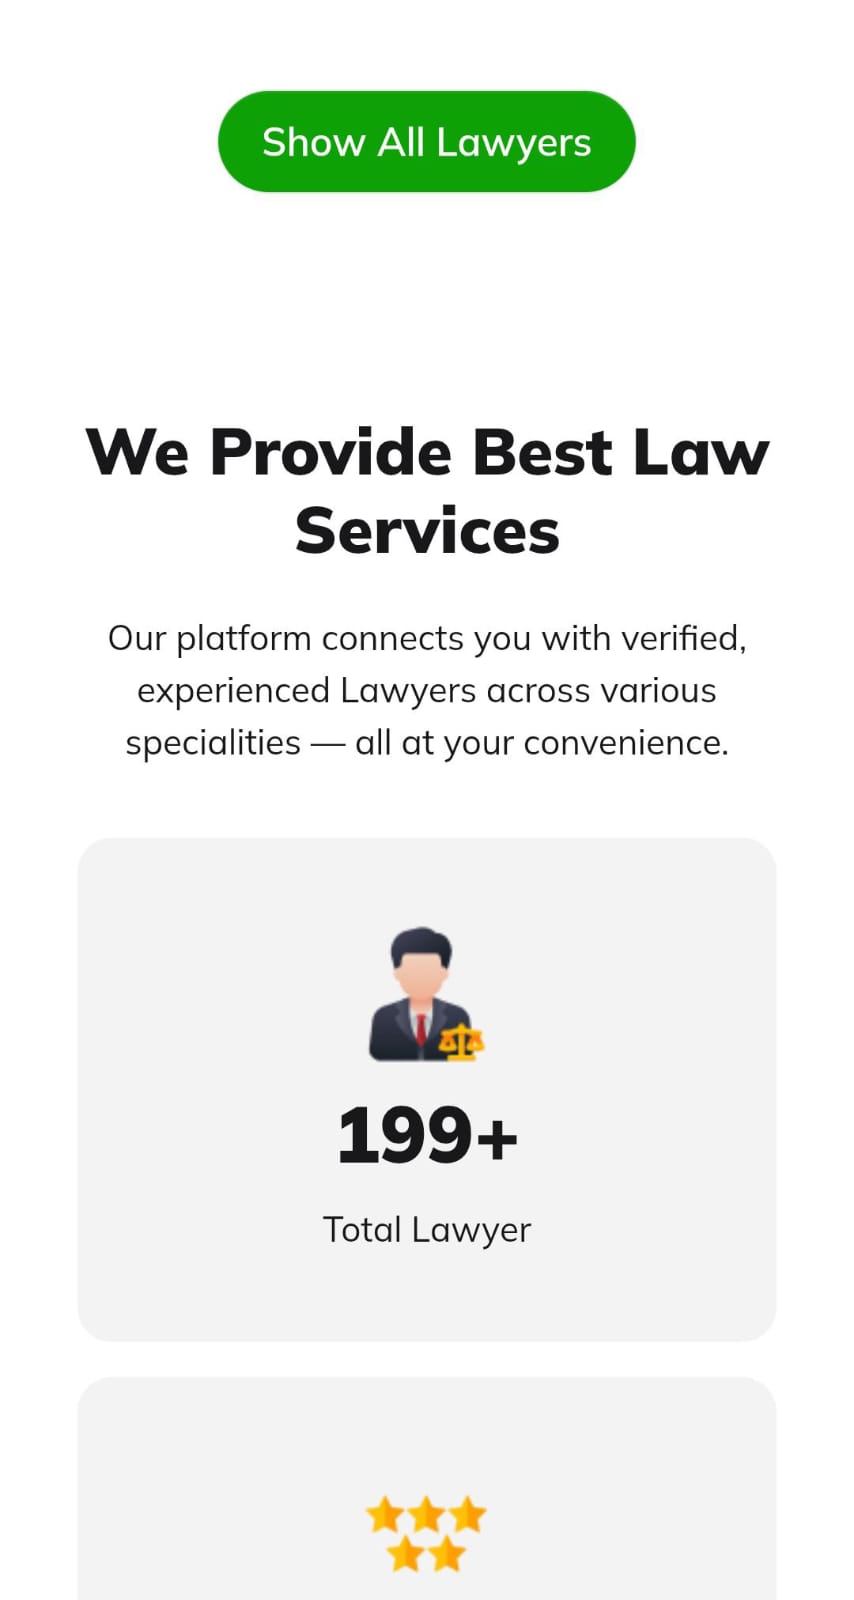 Show All Lawyers
We Provide Best Law
Services
Our platform connects you with verified,
experienced Lawyers across various
specialities — all at your convenience.
199+
Total Lawyer